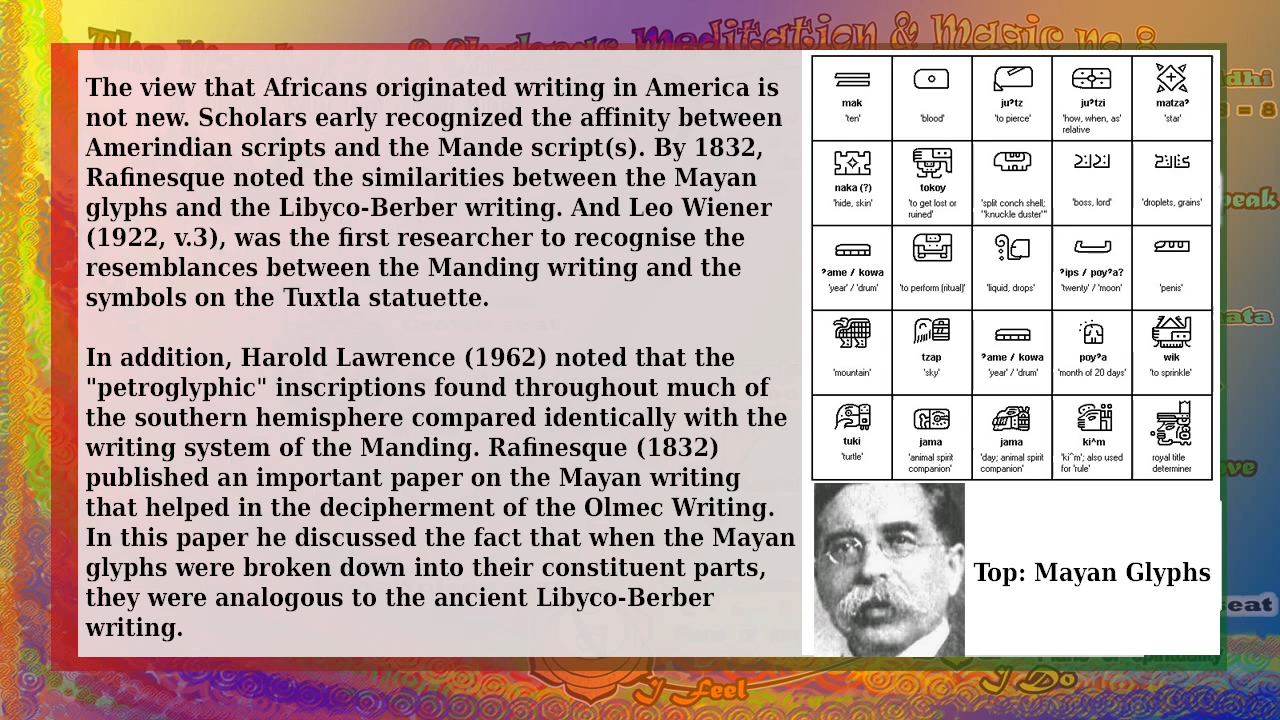 The Meditation & Magic no 8
The view that Africans originated writing in America is
not new. Scholars early recognized the affinity between
Amerindian scripts and the Mande script(s). By 1832,
Rafinesque noted the similarities between the Mayan
glyphs and the Libyco-Berber writing. And Leo Wiener
(1922, v.3), was the first researcher to recognise the
resemblances between the Manding writing and the
symbols on the Tuxtla statuette.
In addition, Harold Lawrence (1962) noted that the
"petroglyphic" inscriptions found throughout much of
the southern hemisphere compared identically with the
writing system of the Manding. Rafinesque (1832)
published an important paper on the Mayan writing
that helped in the decipherment of the Olmec Writing.
In this paper he discussed the fact that when the Mayan
glyphs were broken down into their constituent parts,
they were analogous to the ancient Libyco-Berber
writing.
mak
'ten'
'blood'
juʔtz
'to pierce'
juʔtzi
'how, when, as'
relative
matzaʔ
'star'
naka (?)
'hide, skin'
tokoy
'to get lost or
ruined'
'split conch shell;
"knuckle duster"'
'boss, lord'
'droplets, grains'
ʔame / kowa
'year' / 'drum'
'to perform (ritual)'
'liquid, drops'
ʔips / poyʔa?
'twenty' / 'moon'
'penis'
'mountain'
tzap
'sky'
ʔame / kowa
'year' / 'drum'
poyʔa
'month of 20 days'
wik
'to sprinkle'
tuki
'turtle'
jama
'animal spirit
companion'
jama
'day; animal spirit
companion'
ki^m
'ki^m'; also used
for 'rule'
royal title
determiner
Top: Mayan Glyphs
I feel
I Do